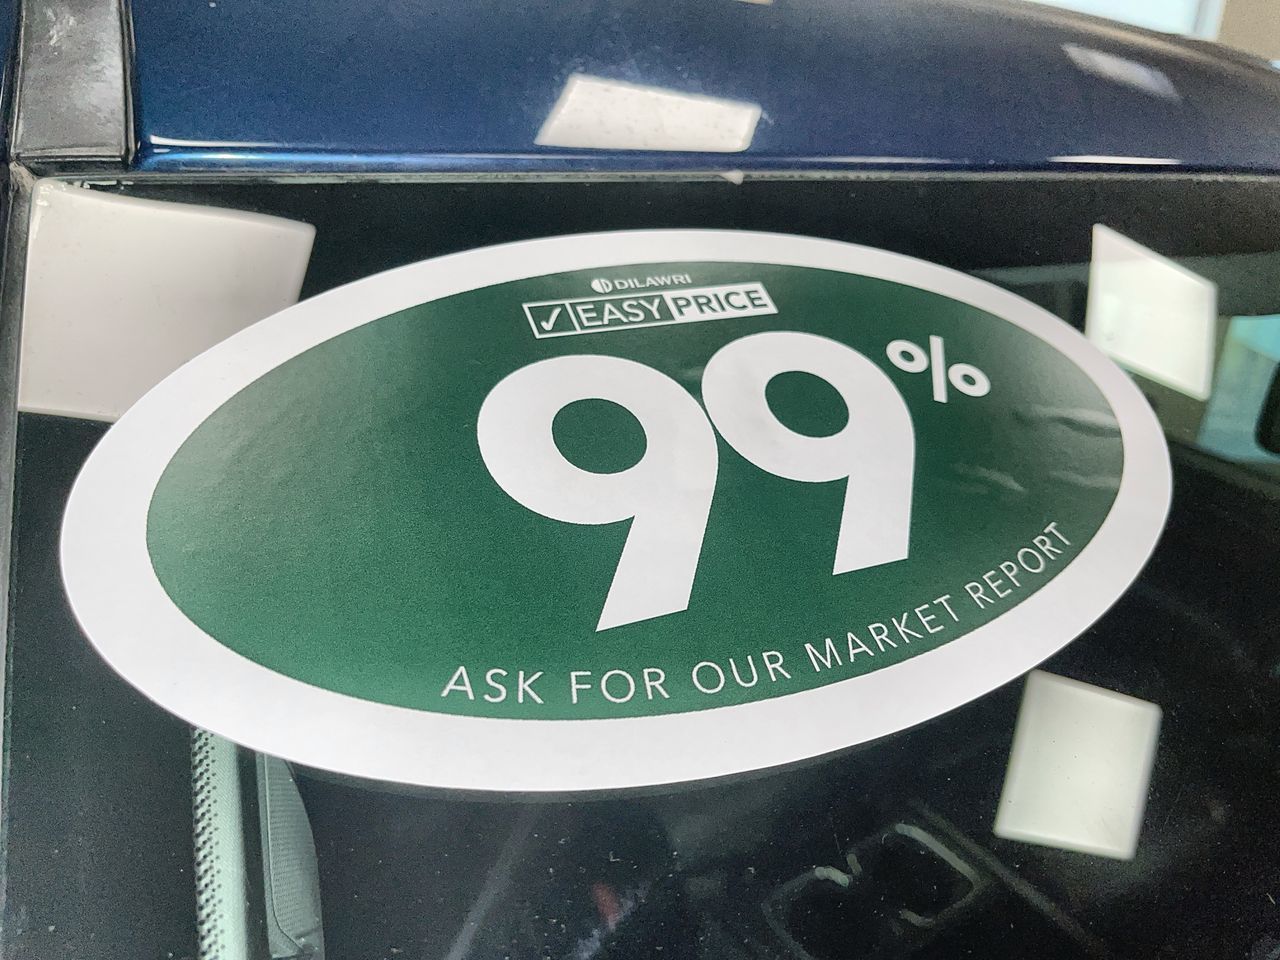 DILAWRI
✓ EASY PRICE
99%
ASK FOR OUR MARKET REPORT